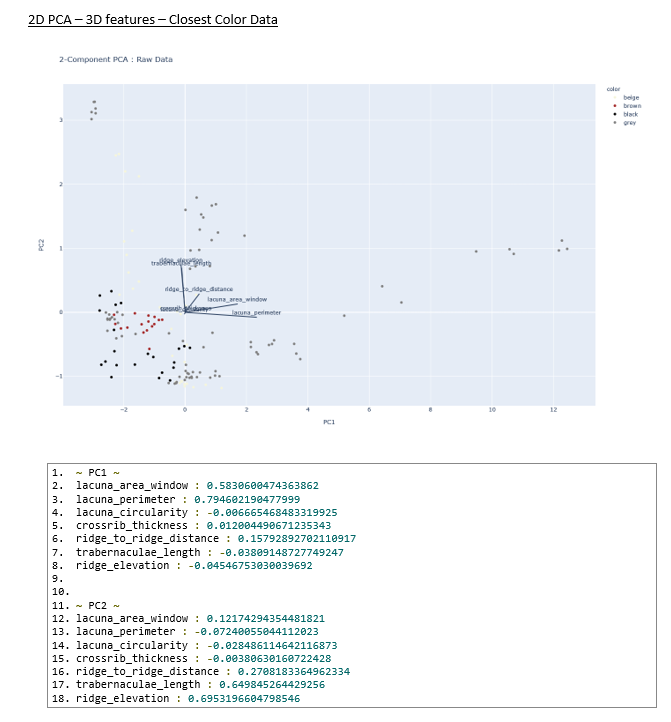 2D PCA – 3D features – Closest Color Data
2-Component PCA : Raw Data
color
beige
brown
black
grey
3
2
1
0
−1
PC2
ridge_elevation
trabernaculae_length
ridge_to_ridge_distance
lacuna_area_window
lacuna_perimeter
−2
0
2
4
6
8
10
12
PC1
1. ~ PC1 ~
2. lacuna_area_window : 0.5830600474363862
3. lacuna_perimeter : 0.794602190477999
4. lacuna_circularity : -0.006665468483319925
5. crossrib_thickness : 0.012004490671235343
6. ridge_to_ridge_distance : 0.15792892702110917
7. trabernaculae_length : -0.03809148727749247
8. ridge_elevation : -0.04546753030039692
9.
10.
11. ~ PC2 ~
12. lacuna_area_window : 0.12174294354481821
13. lacuna_perimeter : -0.07240055044112023
14. lacuna_circularity : -0.028486114642116873
15. crossrib_thickness : -0.00380630160722428
16. ridge_to_ridge_distance : 0.2708183364962334
17. trabernaculae_length : 0.649845264429256
18. ridge_elevation : 0.6953196604798546